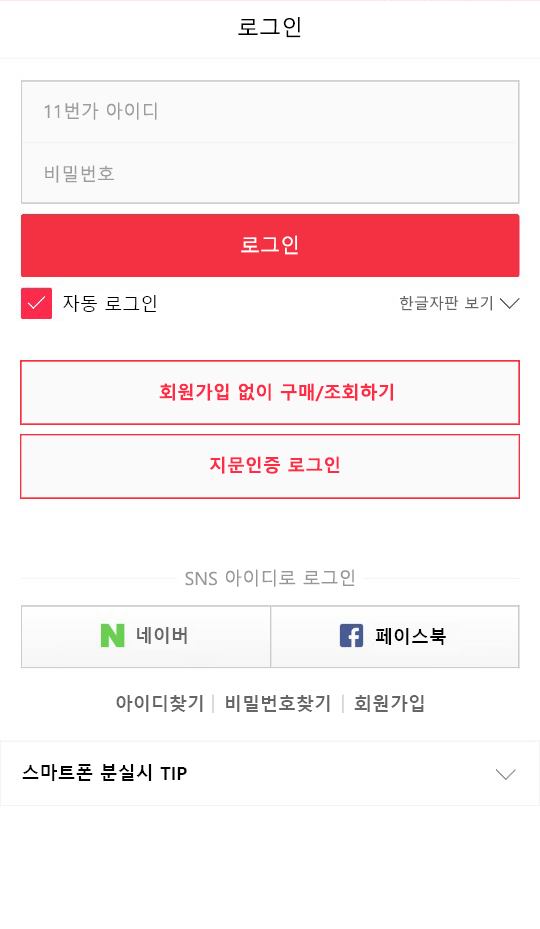 로그인
11번가 아이디
비밀번호
로그인
자동 로그인 한글자판 보기
회원가입 없이 구매/조회하기
지문인증 로그인
SNS 아이디로 로그인
네이버 페이스북
아이디찾기 비밀번호찾기 회원가입
스마트폰 분실시 TIP